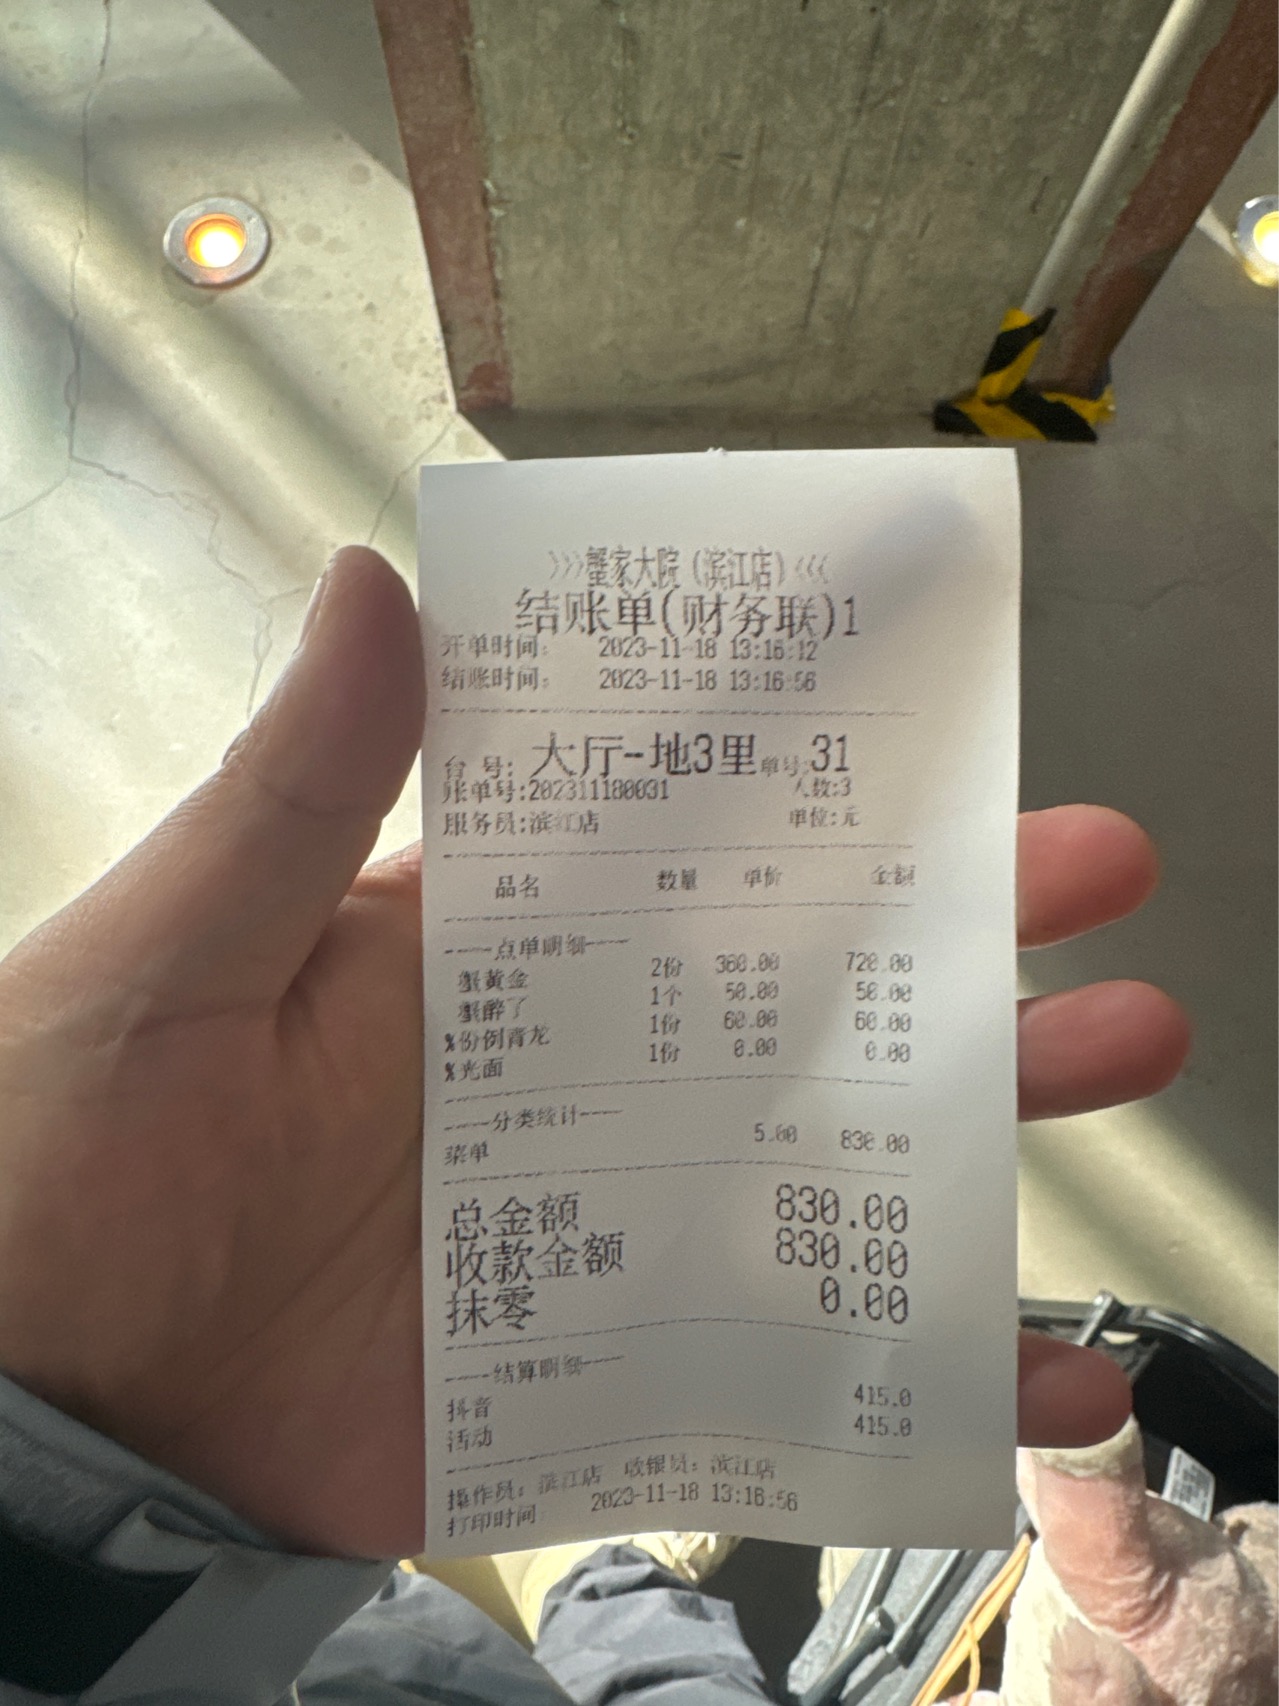 >>>蟹家大院(滨江店)<<<
结账单(财务联)1
开单时间: 2023-11-18 13:16:12
结账时间: 2023-11-18 13:16:56
台 号: 大厅-地3里 单号:31
账单号:202311180031 人数:3
服务员:滨江店 单位:元
品名 数量 单价 金额
----点单明细----
蟹黄金 2份 360.00 720.00
蟹醉了 1个 50.00 50.00
%份例青龙 1份 60.00 60.00
%光面 1份 0.00 0.00
----分类统计----
菜单 5.00 830.00
总金额 830.00
收款金额 830.00
抹零 0.00
----结算明细----
抖音 415.0
活动 415.0
操作员: 滨江店 收银员: 滨江店
打印时间 2023-11-18 13:16:56